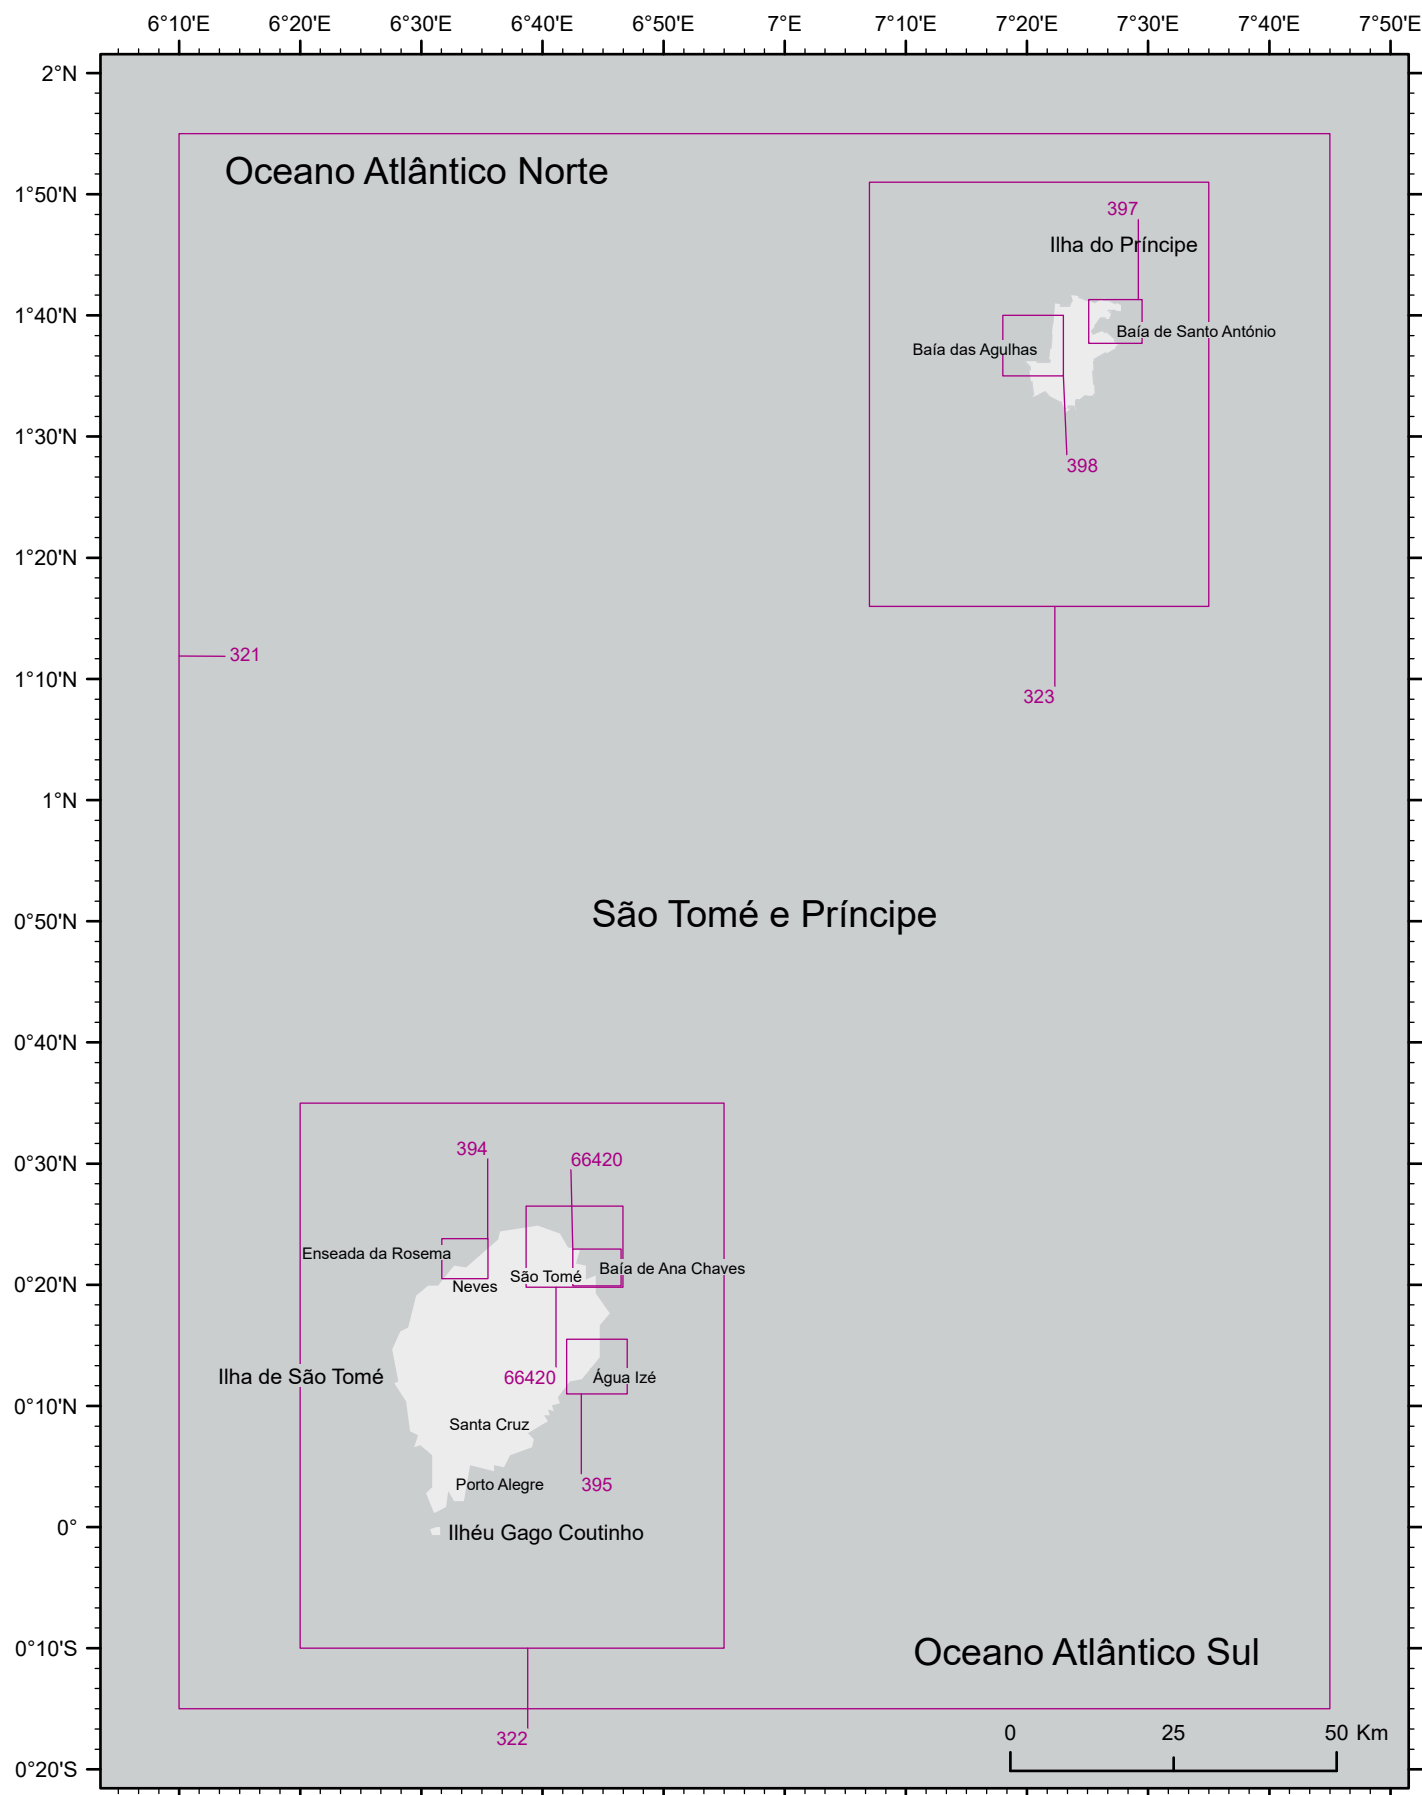 6°10'E 6°20'E 6°30'E 6°40'E 6°50'E 7°E 7°10'E 7°20'E 7°30'E 7°40'E 7°50'E
2°N
Oceano Atlântico Norte
1°50'N
397
Ilha do Príncipe
1°40'N
Baía de Santo António
Baía das Agulhas
1°30'N
398
1°20'N
321
1°10'N
323
1°N
São Tomé e Príncipe
0°50'N
0°40'N
394
66420
0°30'N
Enseada da Rosema
Baía de Ana Chaves
São Tomé
0°20'N
Neves
Ilha de São Tomé
66420
Água Izé
0°10'N
Santa Cruz
Porto Alegre
395
0°
Ilhéu Gago Coutinho
0°10'S
Oceano Atlântico Sul
322
0 25 50 Km
0°20'S